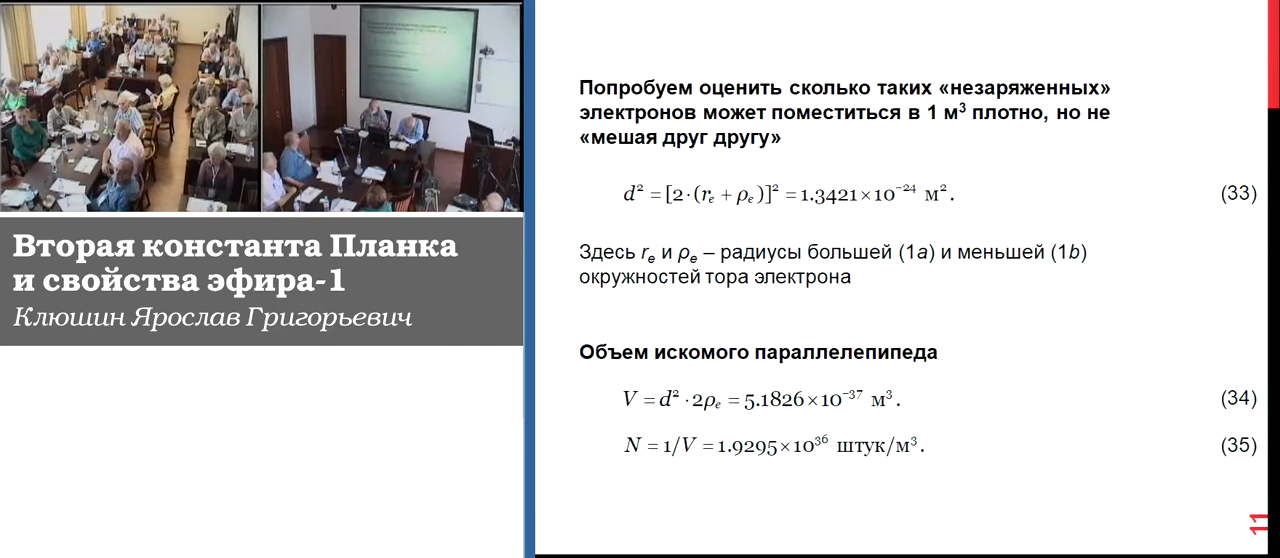 Вторая константа Планка
и свойства эфира-1
Клюшин Ярослав Григорьевич
Попробуем оценить сколько таких «незаряженных»
электронов может поместиться в 1 м³ плотно, но не
«мешая друг другу»
d² = [2·(rₑ + ρₑ)]² = 1.3421×10⁻²⁴ м². (33)
Здесь rₑ и ρₑ – радиусы большей (1a) и меньшей (1b)
окружностей тора электрона
Объем искомого параллелепипеда
V = d² · 2ρₑ = 5.1826×10⁻³⁷ м³. (34)
N = 1/V = 1.9295×10³⁶ штук/м³. (35)
11